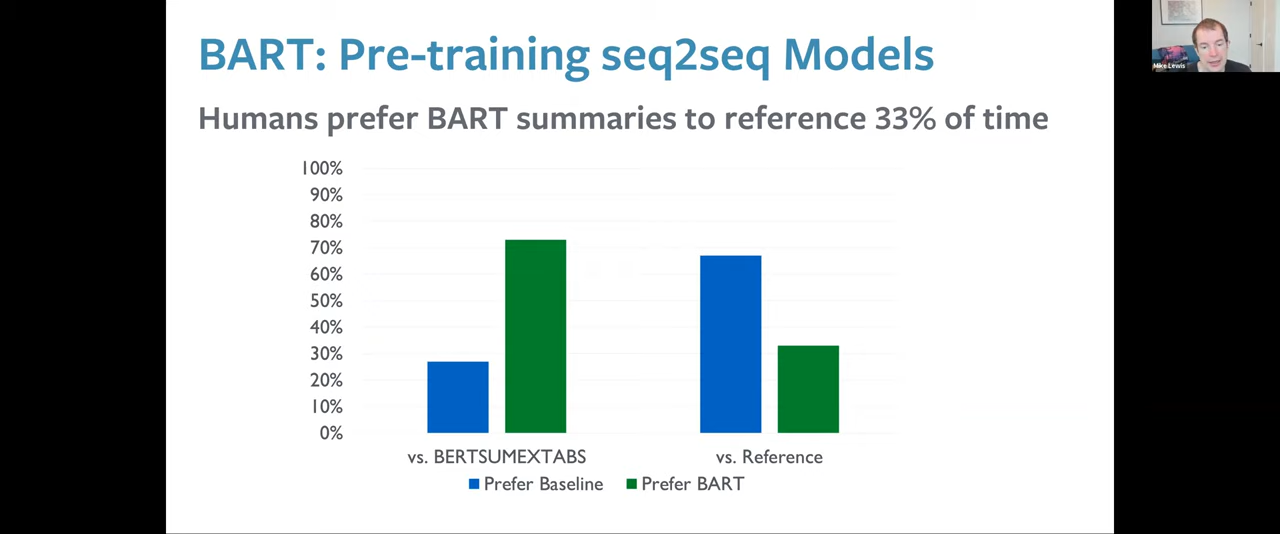 BART: Pre-training seq2seq Models
Mike Lewis
Humans prefer BART summaries to reference 33% of time
100%
90%
80%
70%
60%
50%
40%
30%
20%
10%
0%
vs. BERTSUMEXTABS vs. Reference
Prefer Baseline Prefer BART